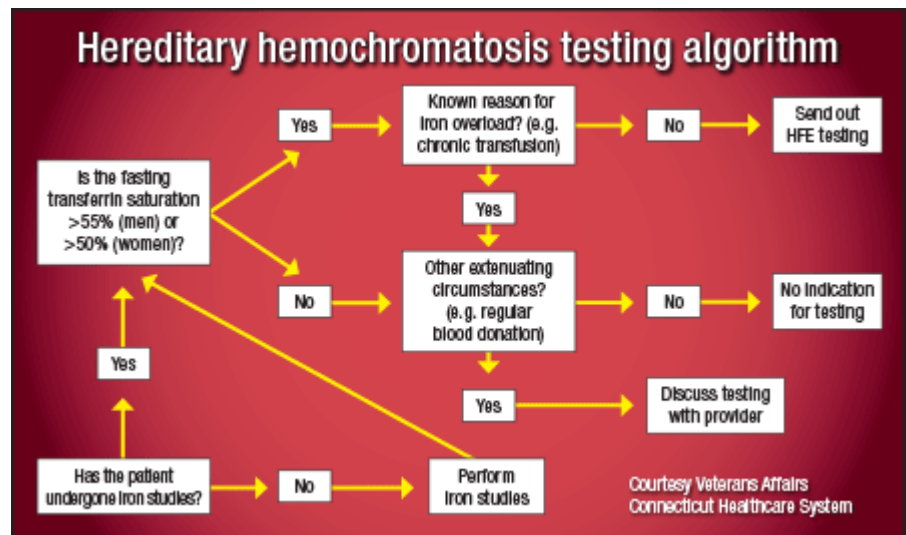 Hereditary hemochromatosis testing algorithm
Yes
Known reason for
iron overload? (e.g.
chronic transfusion)
No
Send out
HFE testing
Is the fasting
transferrin saturation
>55% (men) or
>50% (women)?
Yes
No
Other extenuating
circumstances?
(e.g. regular
blood donation)
No
No indication
for testing
Yes
Yes
Discuss testing
with provider
Has the patient
undergone iron studies?
No
Perform
iron studies
Courtesy Veterans Affairs
Connecticut Healthcare System